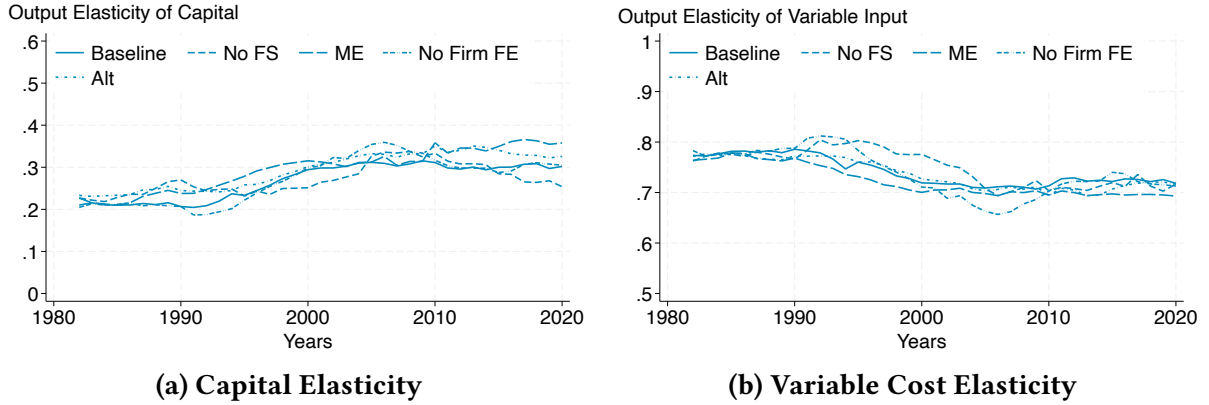 Output Elasticity of Capital
.6
.5
.4
.3
.2
.1
0
Baseline No FS ME No Firm FE
Alt
1980 1990 2000 2010 2020
Years
(a) Capital Elasticity
Output Elasticity of Variable Input
1
.9
.8
.7
.6
.5
Baseline No FS ME No Firm FE
Alt
1980 1990 2000 2010 2020
Years
(b) Variable Cost Elasticity